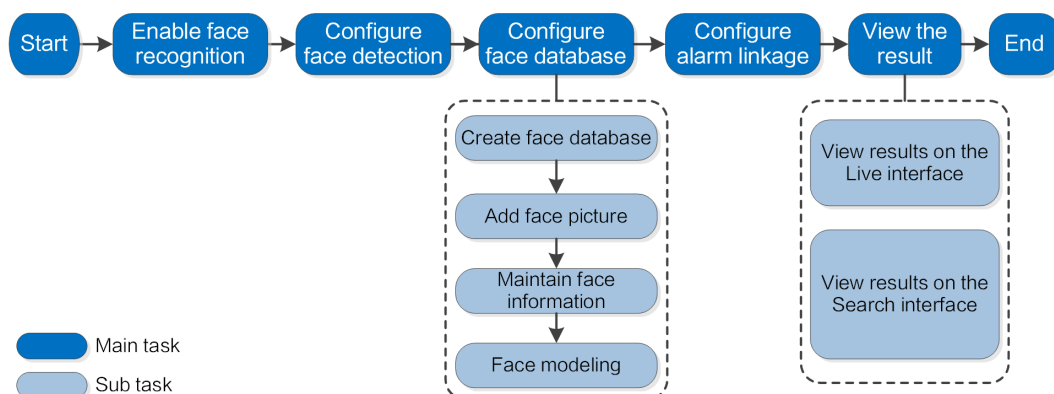 Start
Enable face
recognition
Configure
face detection
Configure
face database
Configure
alarm linkage
View the
result
End
Create face database
Add face picture
Maintain face
information
Face modeling
View results on the
Live interface
View results on the
Search interface
Main task
Sub task